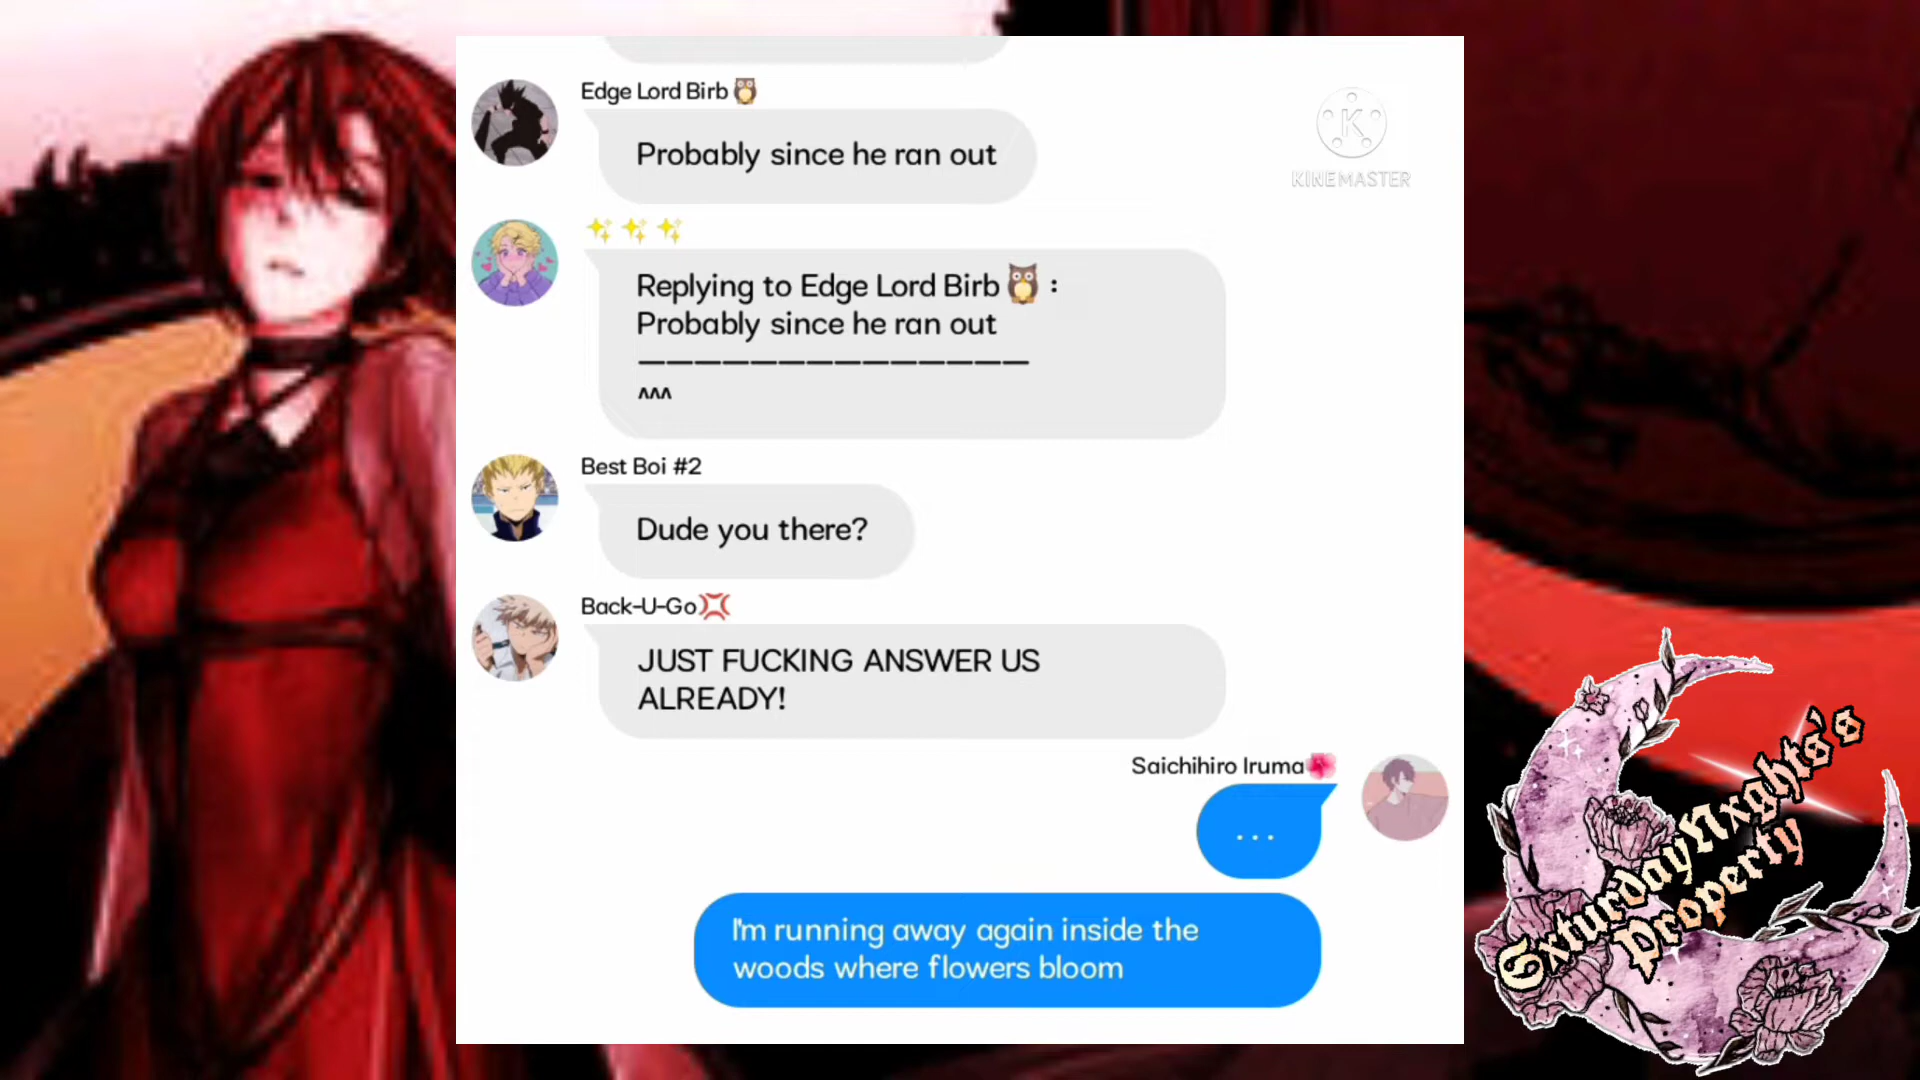 Edge Lord Birb🦉
Probably since he ran out
K
KINEMASTER
✨ ✨ ✨
Replying to Edge Lord Birb🦉 :
Probably since he ran out
——————————————
^^^
Best Boi #2
Dude you there?
Back-U-Go💢
JUST FUCKING ANSWER US
ALREADY!
Saichihiro Iruma🌺
...
I'm running away again inside the
woods where flowers bloom
SxturdayNxghts's
Property